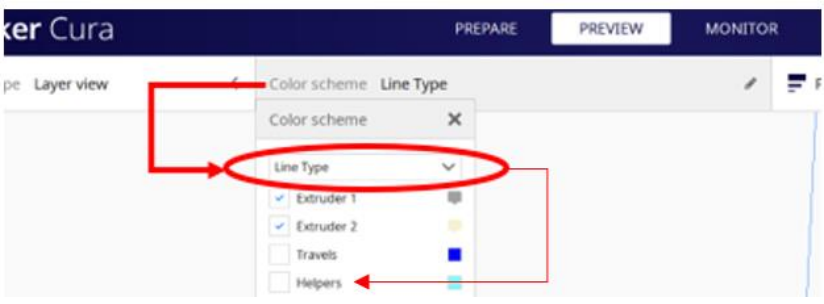 ker Cura PREPARE PREVIEW MONITOR
pe Layer view Color scheme Line Type F
Color scheme
Line Type
Extruder 1
Extruder 2
Travels
Helpers